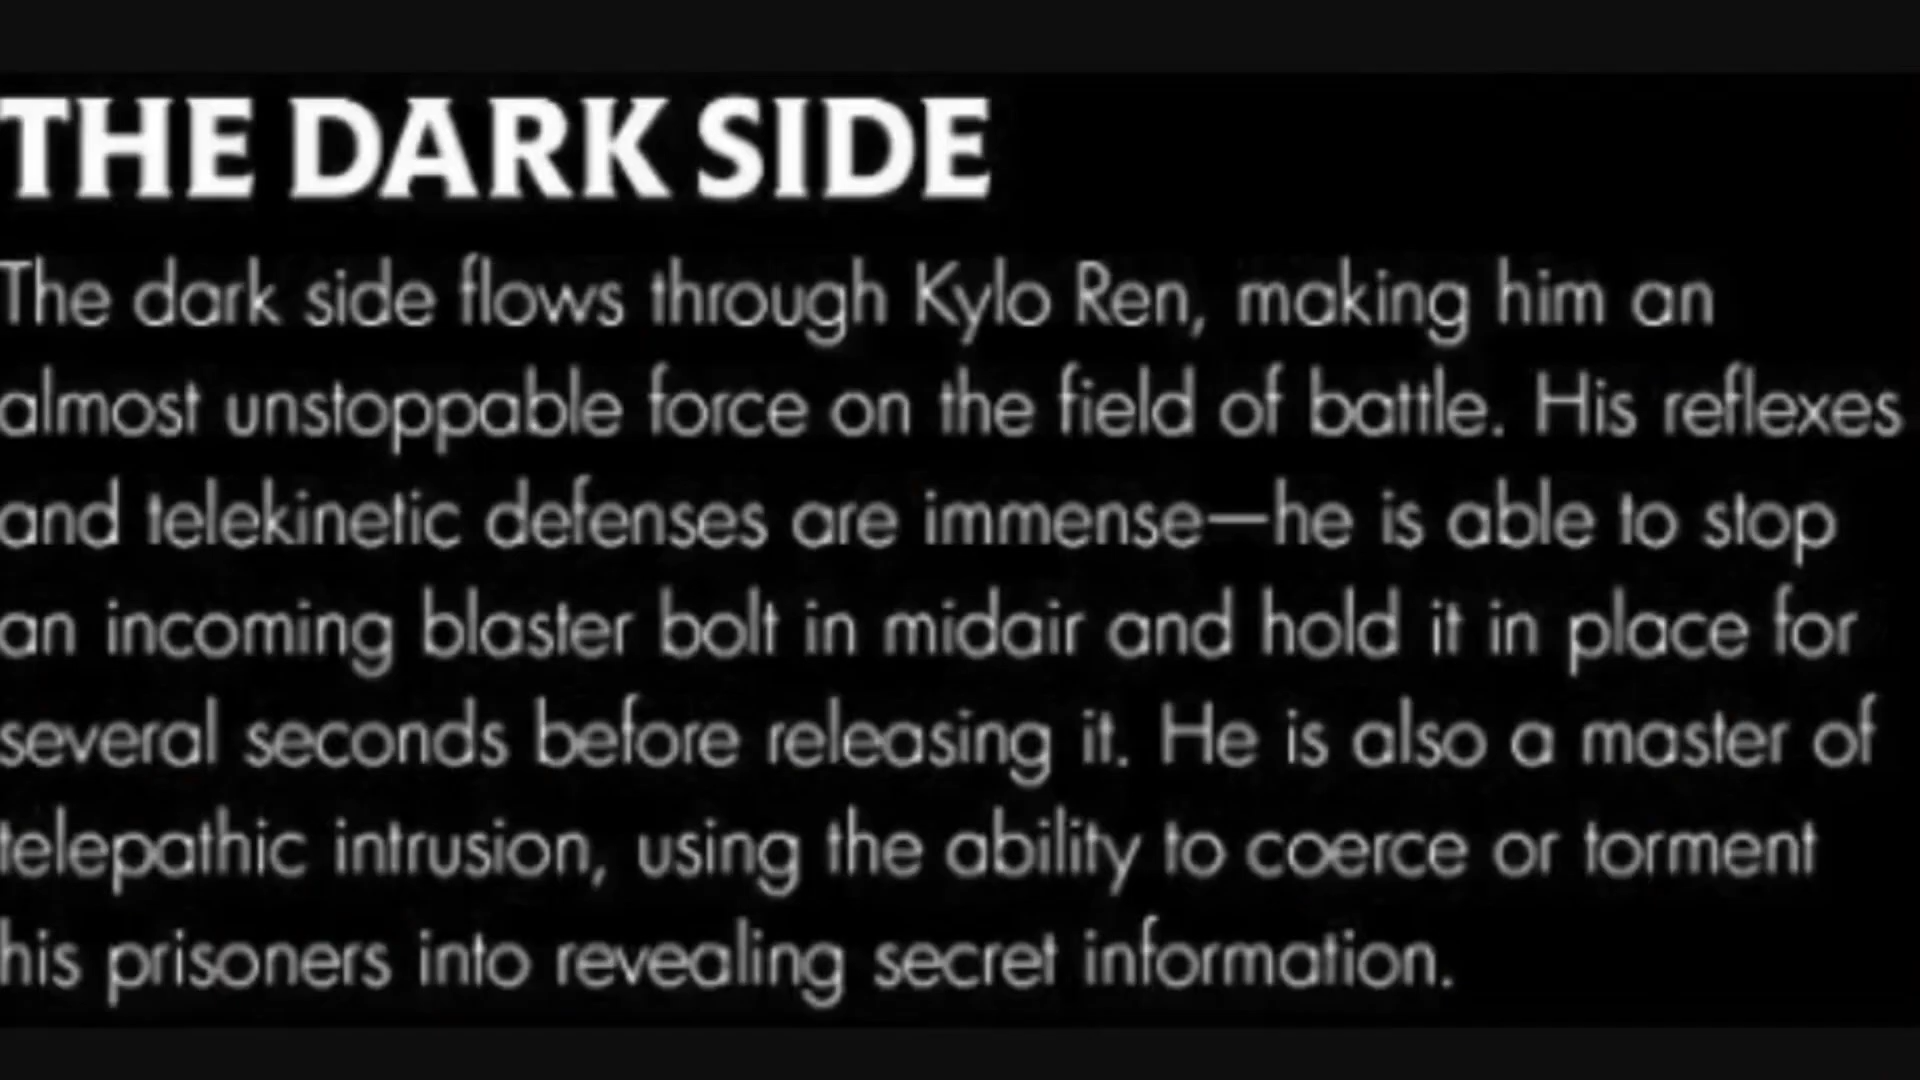 THE DARK SIDE
The dark side flows through Kylo Ren, making him an
almost unstoppable force on the field of battle. His reflexes
and telekinetic defenses are immense—he is able to stop
an incoming blaster bolt in midair and hold it in place for
several seconds before releasing it. He is also a master of
telepathic intrusion, using the ability to coerce or torment
his prisoners into revealing secret information.